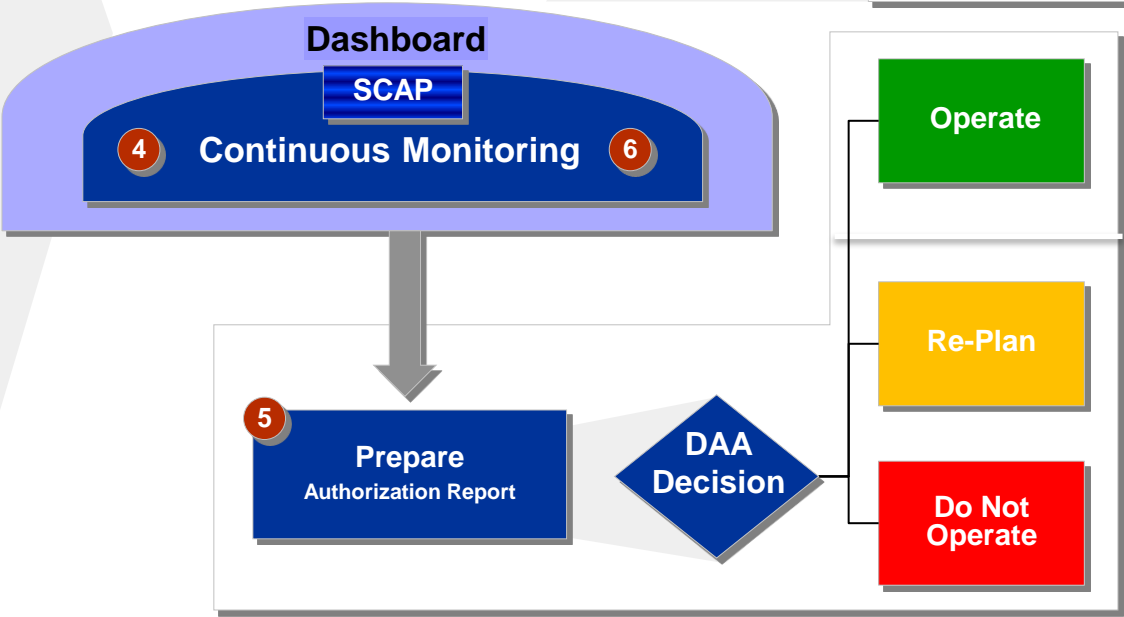 Dashboard
SCAP
4
Continuous Monitoring
6
Operate
Re-Plan
5
Prepare
Authorization Report
DAA
Decision
Do Not
Operate